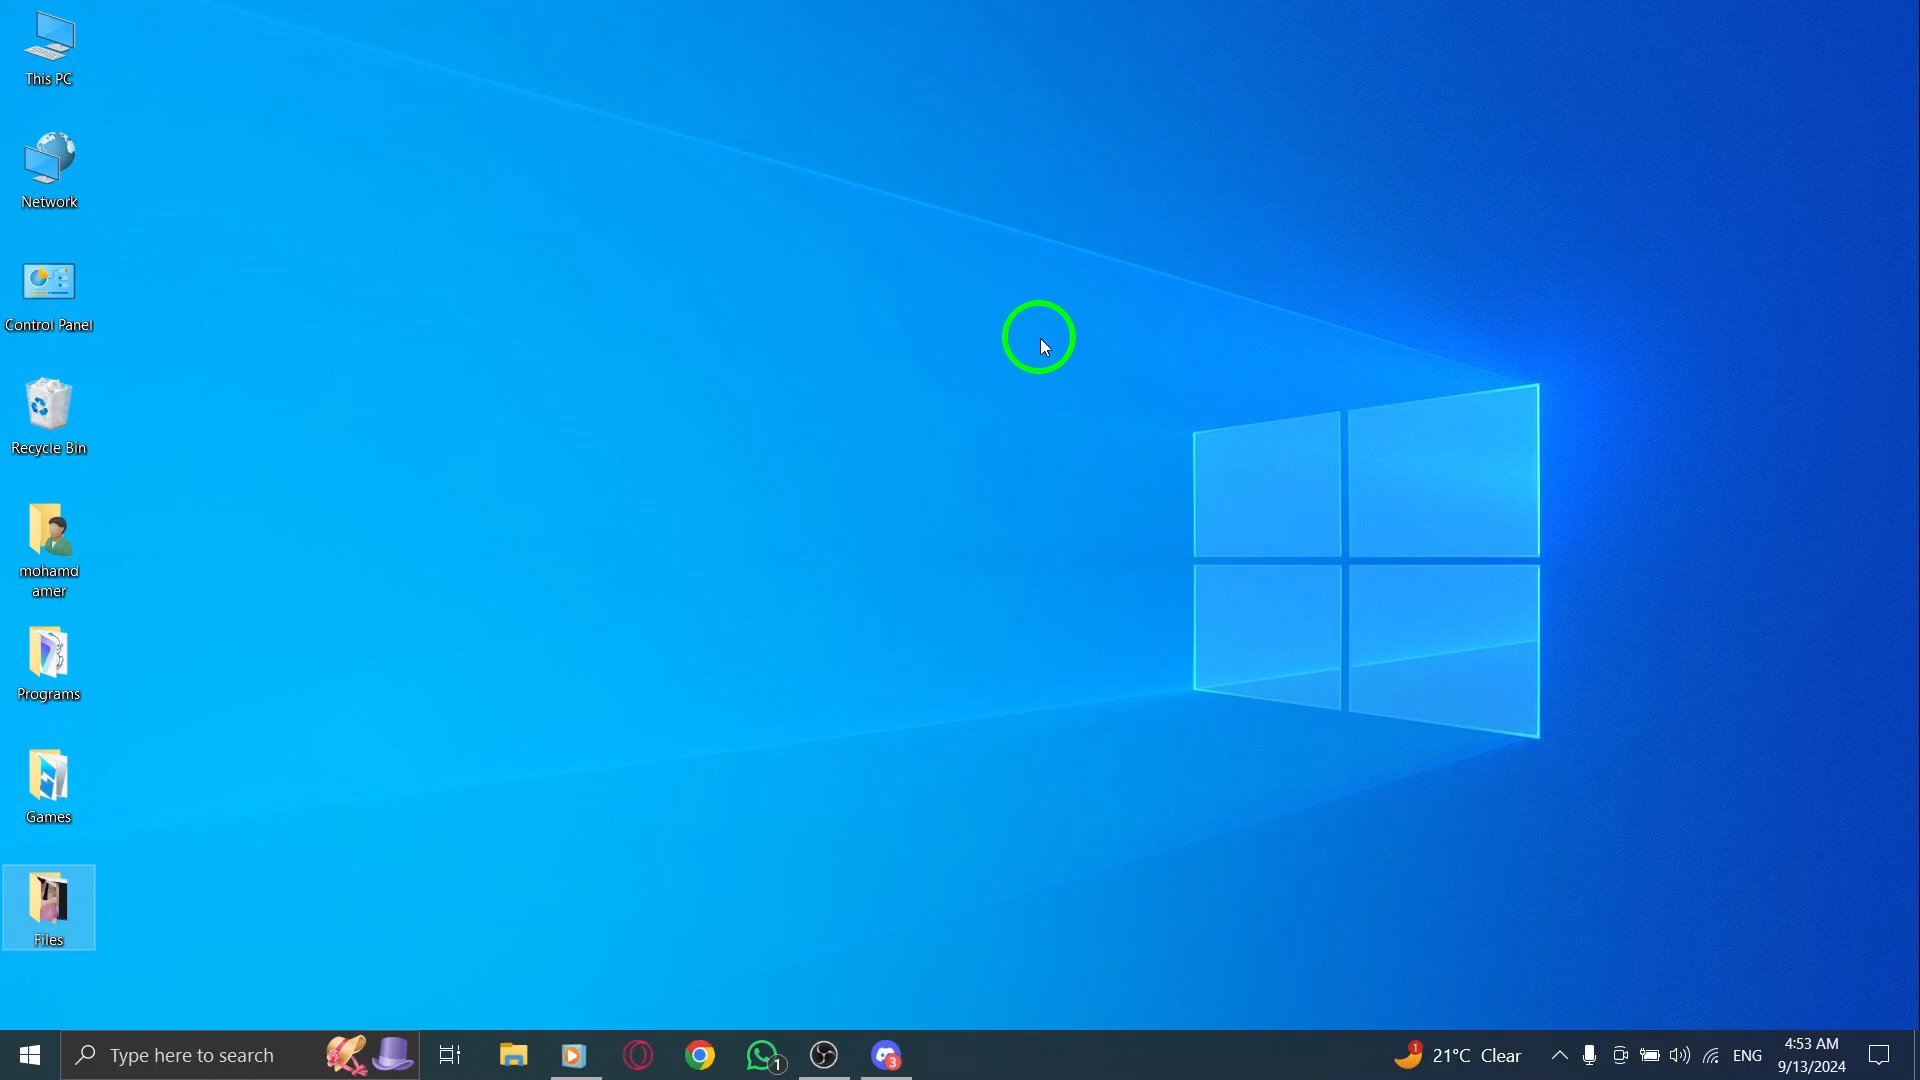 This PC
Network
Control Panel
Recycle Bin
mohamd
amer
Programs
Games
Files
Type here to search
1
3
1
21°C Clear
ENG
4:53 AM
9/13/2024